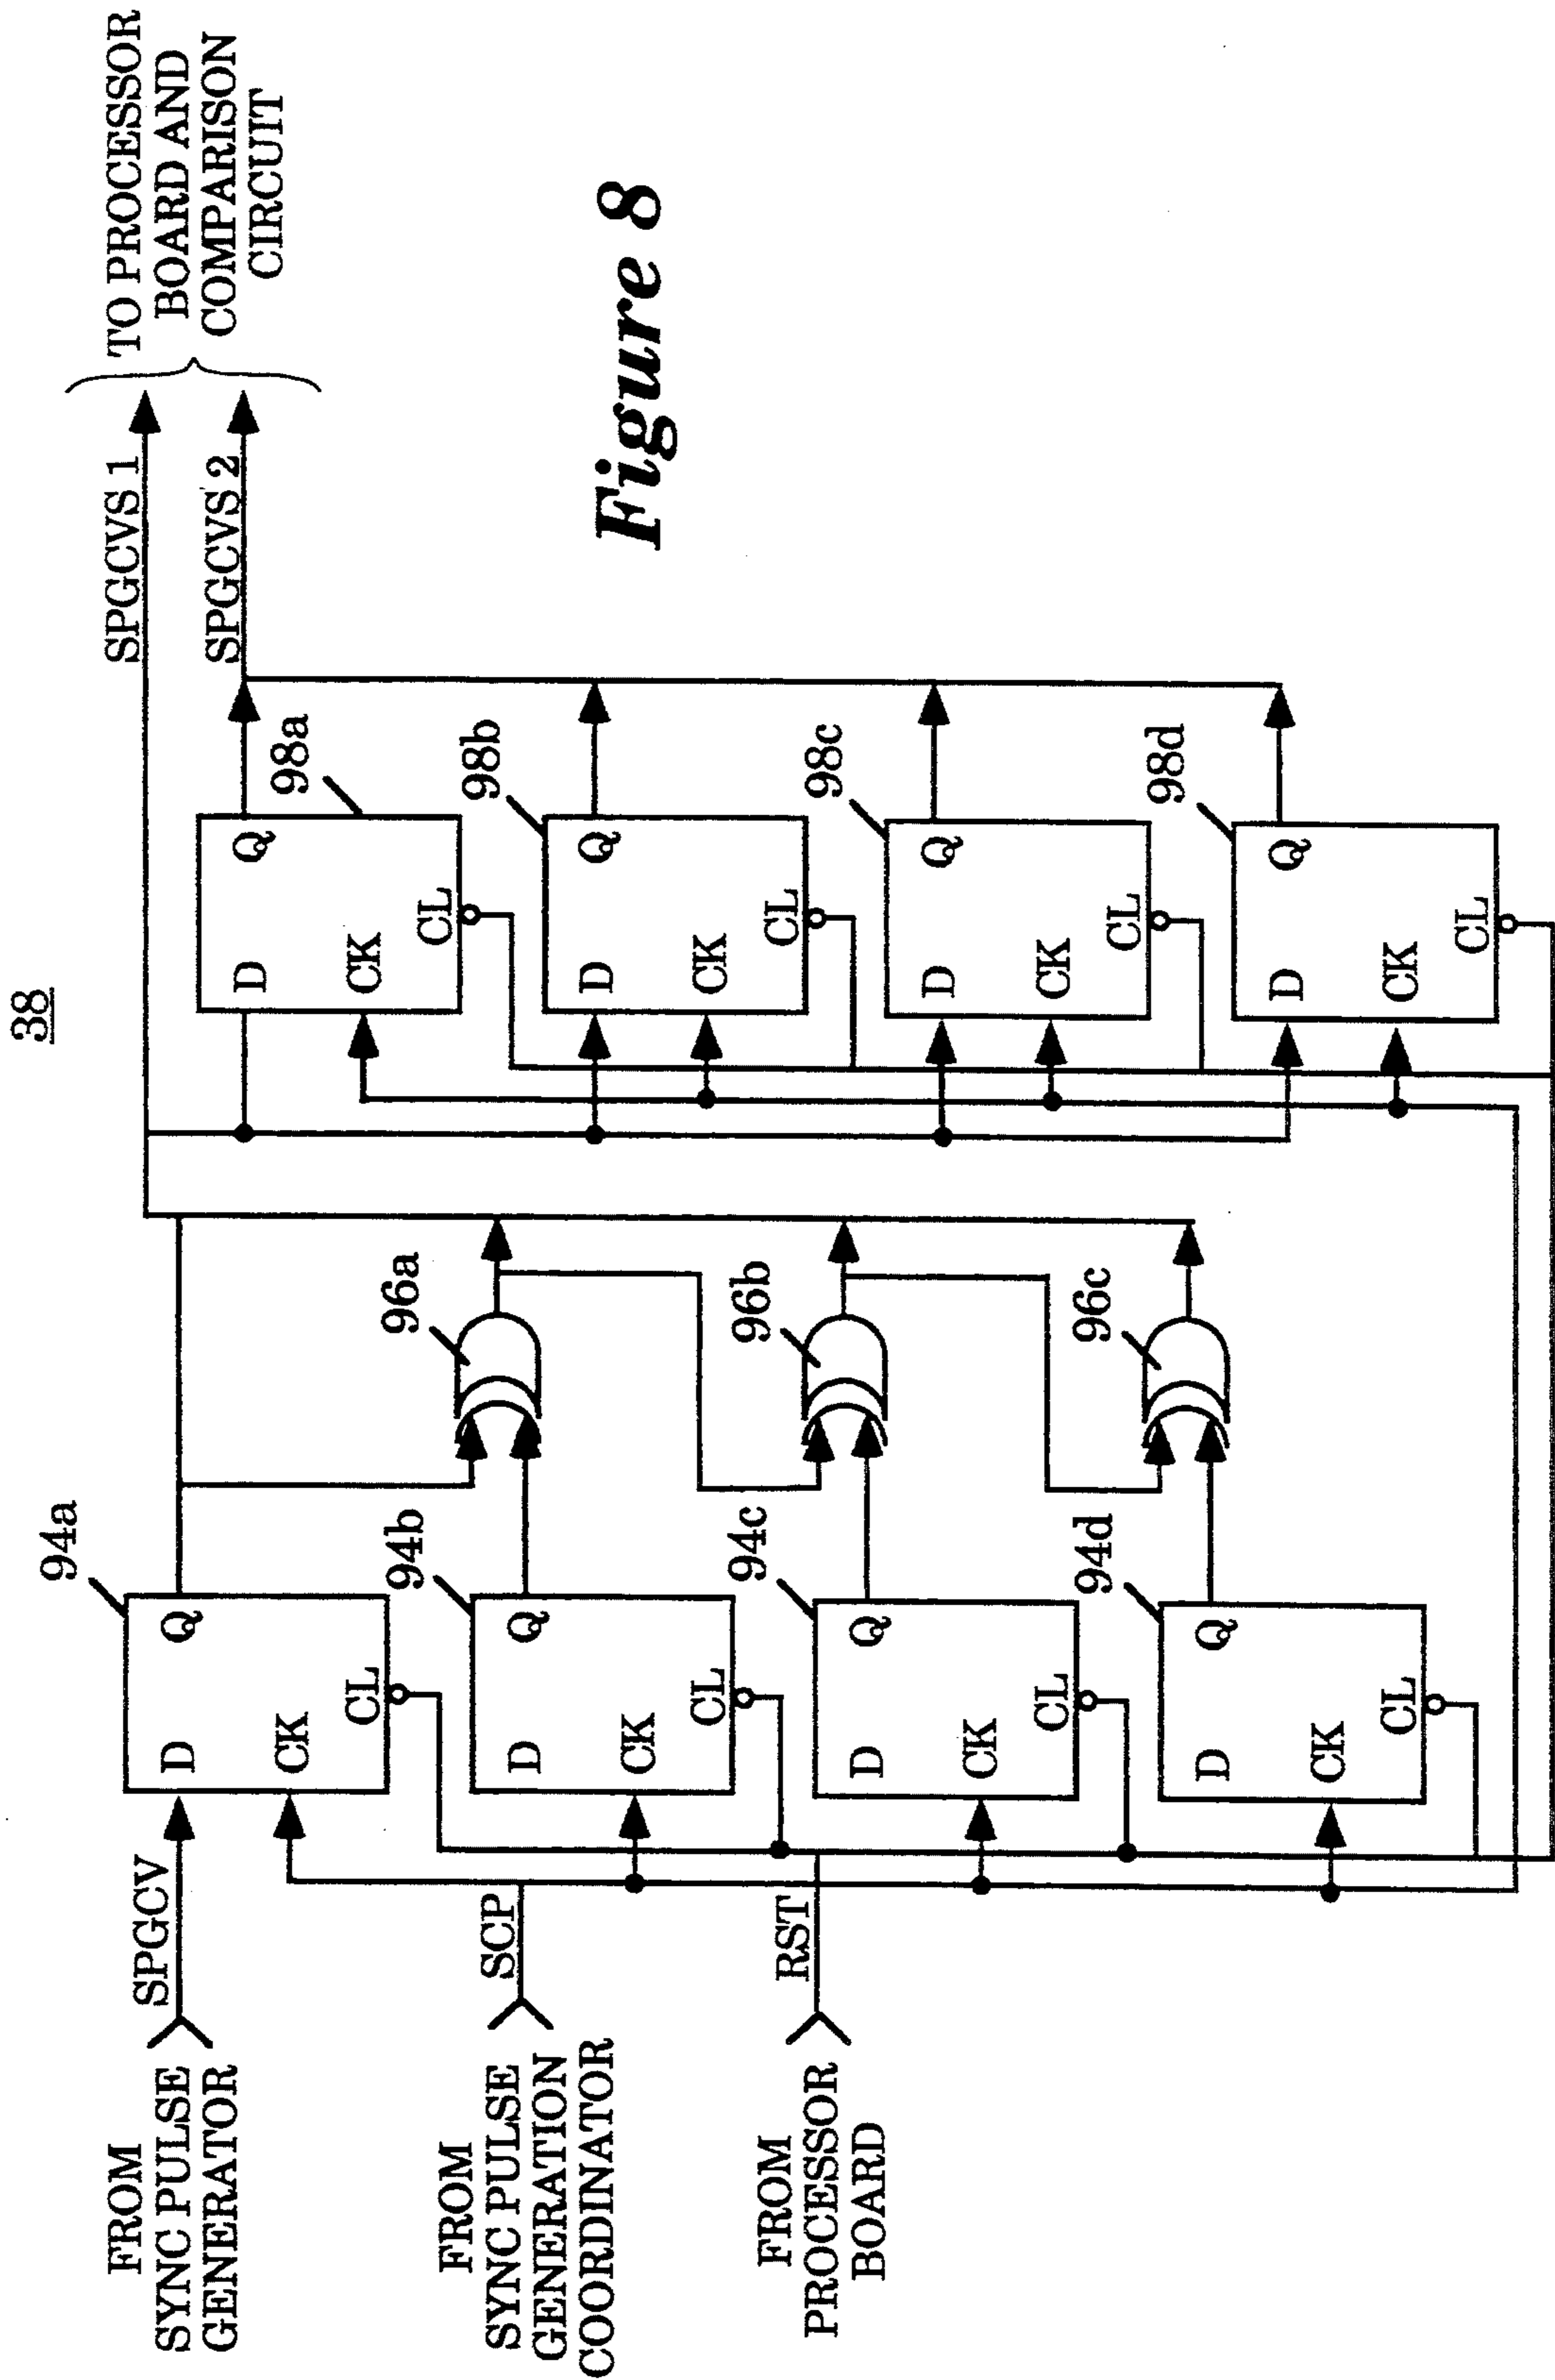 38
FROM
SYNC PULSE
GENERATOR
SPGCV
FROM
SYNC PULSE
GENERATION
COORDINATOR
SCP
FROM
PROCESSOR
BOARD
RST
94a
D
Q
CK
CL
94b
D
Q
CK
CL
94c
D
Q
CK
CL
94d
D
Q
CK
CL
96a
96b
96c
98a
D
Q
CK
CL
98b
D
Q
CK
CL
98c
D
Q
CK
CL
98d
D
Q
CK
CL
SPGCVS 1
SPGCVS 2
TO PROCESSOR
BOARD AND
COMPARISON
CIRCUIT
Figure 8